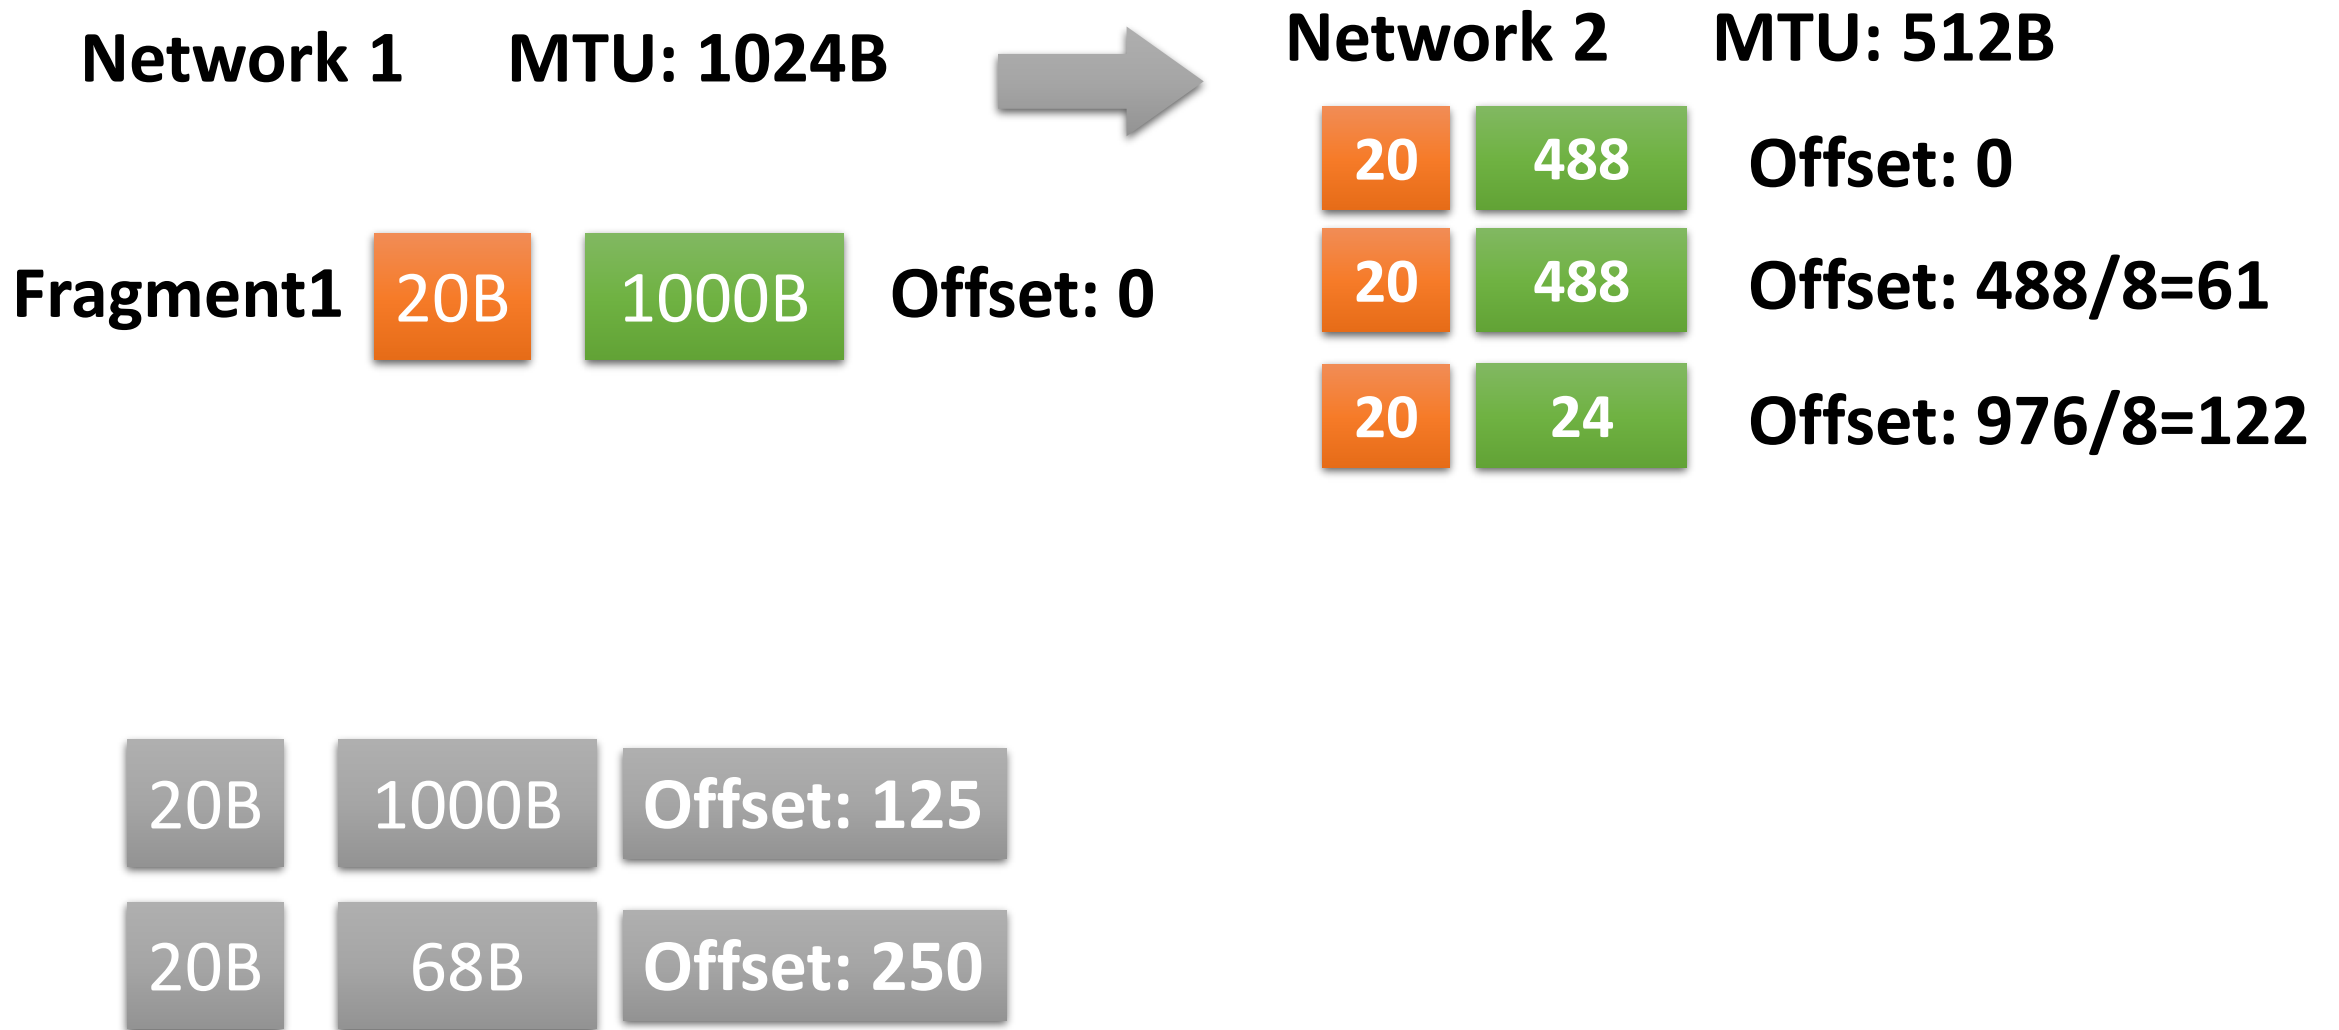 Network 1 MTU: 1024B
Network 2 MTU: 512B
20 488 Offset: 0
Fragment1 20B 1000B Offset: 0
20 488 Offset: 488/8=61
20 24 Offset: 976/8=122
20B 1000B Offset: 125
20B 68B Offset: 250